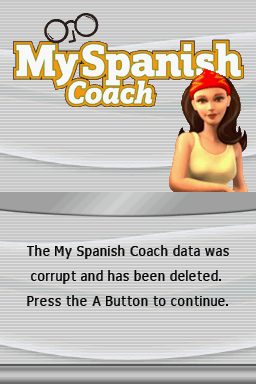 My Spanish
Coach
The My Spanish Coach data was
corrupt and has been deleted.
Press the A Button to continue.